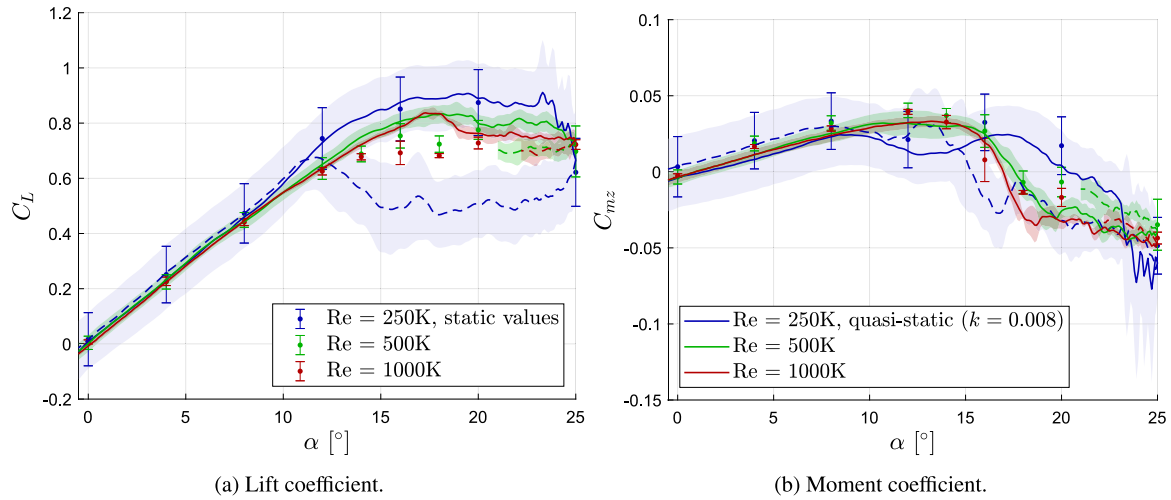 1.2
1
0.8
0.6
0.4
0.2
0
-0.2
C_L
0 5 10 15 20 25
α [°]
Re = 250K, static values
Re = 500K
Re = 1000K
(a) Lift coefficient.
0.1
0.05
0
-0.05
-0.1
-0.15
C_{mz}
0 5 10 15 20 25
α [°]
Re = 250K, quasi-static (k = 0.008)
Re = 500K
Re = 1000K
(b) Moment coefficient.